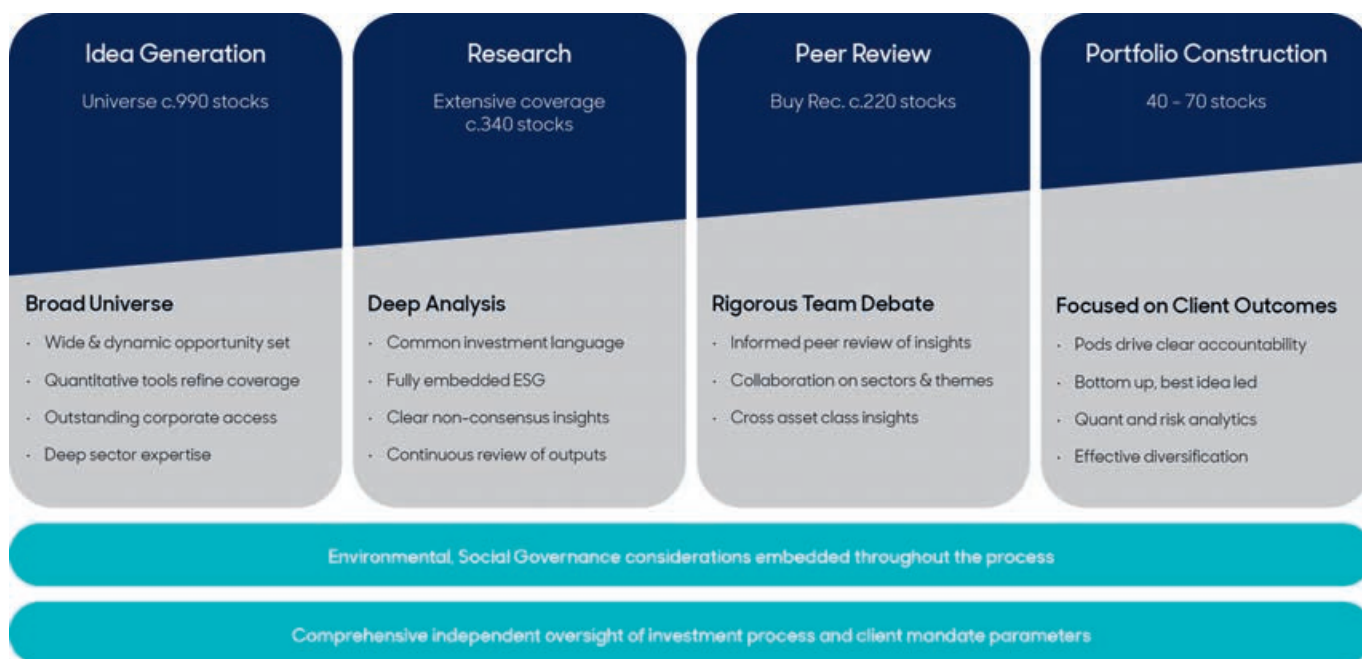 Idea Generation
Universe c.990 stocks
Broad Universe
· Wide & dynamic opportunity set
· Quantitative tools refine coverage
· Outstanding corporate access
· Deep sector expertise
Research
Extensive coverage
c.340 stocks
Deep Analysis
· Common investment language
· Fully embedded ESG
· Clear non-consensus insights
· Continuous review of outputs
Peer Review
Buy Rec. c.220 stocks
Rigorous Team Debate
· Informed peer review of insights
· Collaboration on sectors & themes
· Cross asset class insights
Portfolio Construction
40 – 70 stocks
Focused on Client Outcomes
· Pods drive clear accountability
· Bottom up, best idea led
· Quant and risk analytics
· Effective diversification
Environmental, Social Governance considerations embedded throughout the process
Comprehensive independent oversight of investment process and client mandate parameters